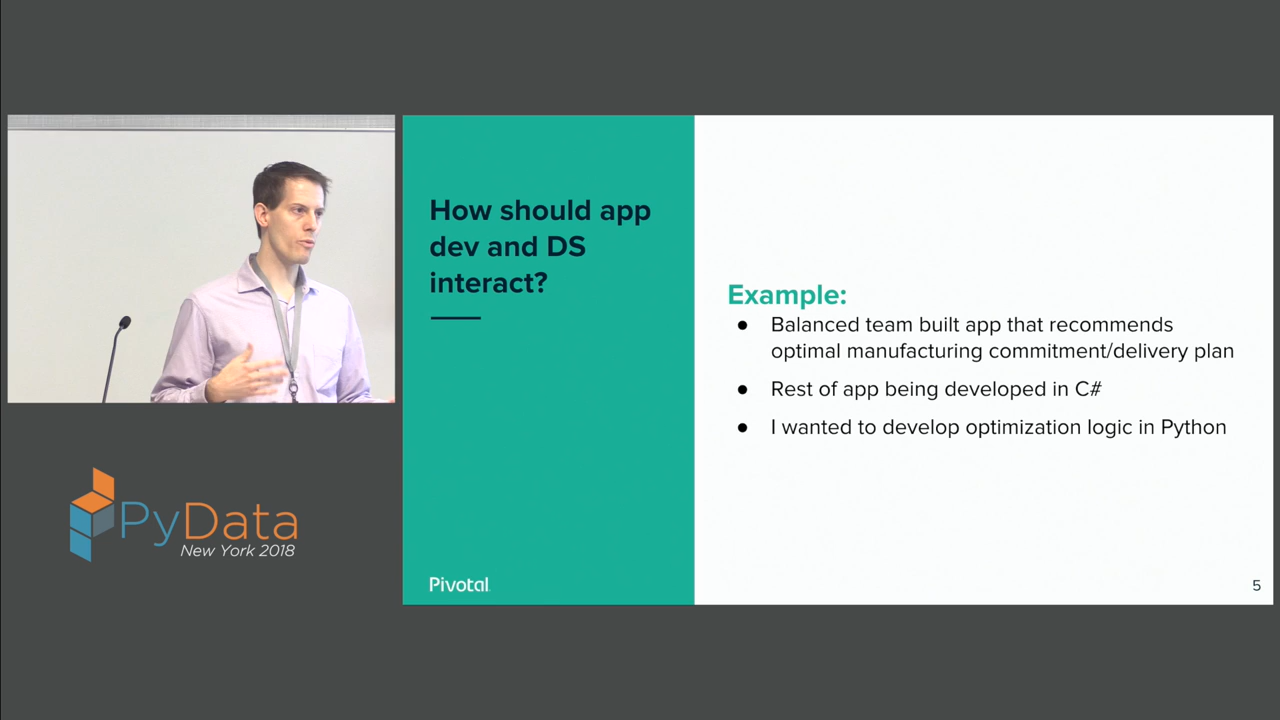 How should app
dev and DS
interact?
Example:
● Balanced team built app that recommends
optimal manufacturing commitment/delivery plan
● Rest of app being developed in C#
● I wanted to develop optimization logic in Python
PyData
New York 2018
Pivotal
5